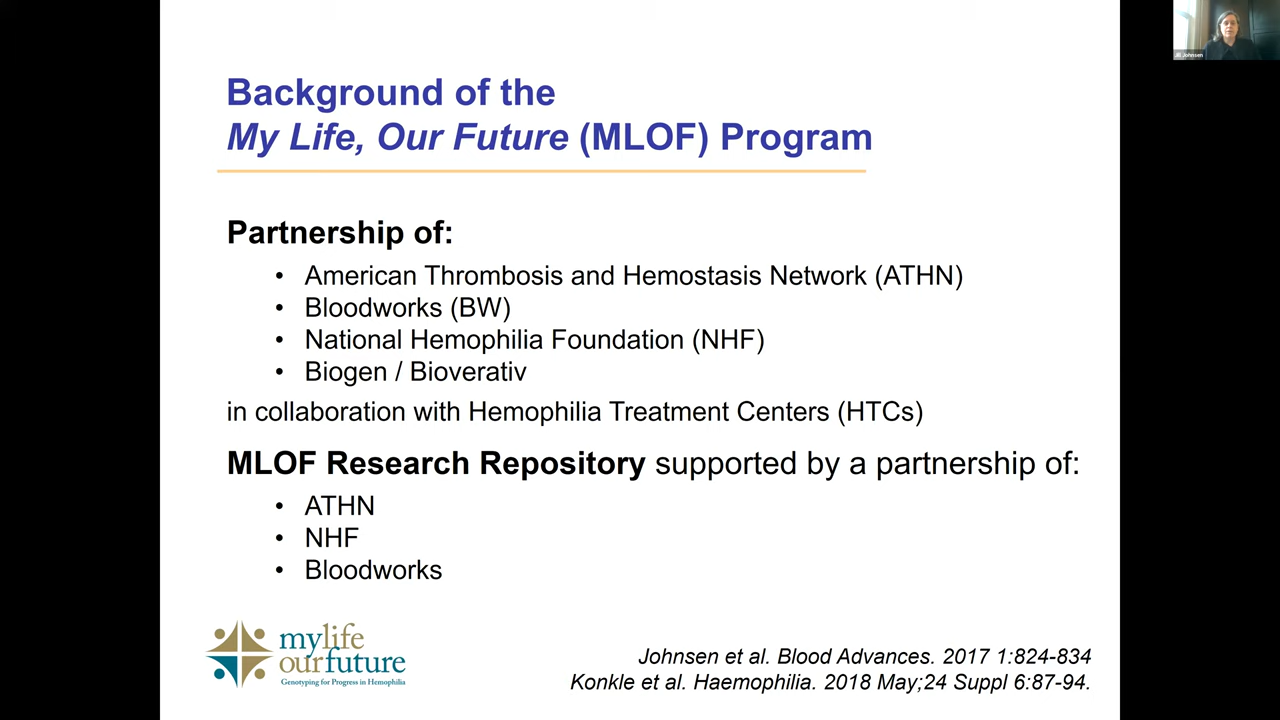 Background of the
My Life, Our Future (MLOF) Program
Partnership of:
• American Thrombosis and Hemostasis Network (ATHN)
• Bloodworks (BW)
• National Hemophilia Foundation (NHF)
• Biogen / Bioverativ
in collaboration with Hemophilia Treatment Centers (HTCs)
MLOF Research Repository supported by a partnership of:
• ATHN
• NHF
• Bloodworks
mylife
ourfuture
Genotyping for Progress in Hemophilia
Johnsen et al. Blood Advances. 2017 1:824-834
Konkle et al. Haemophilia. 2018 May;24 Suppl 6:87-94.
Jill Johnsen